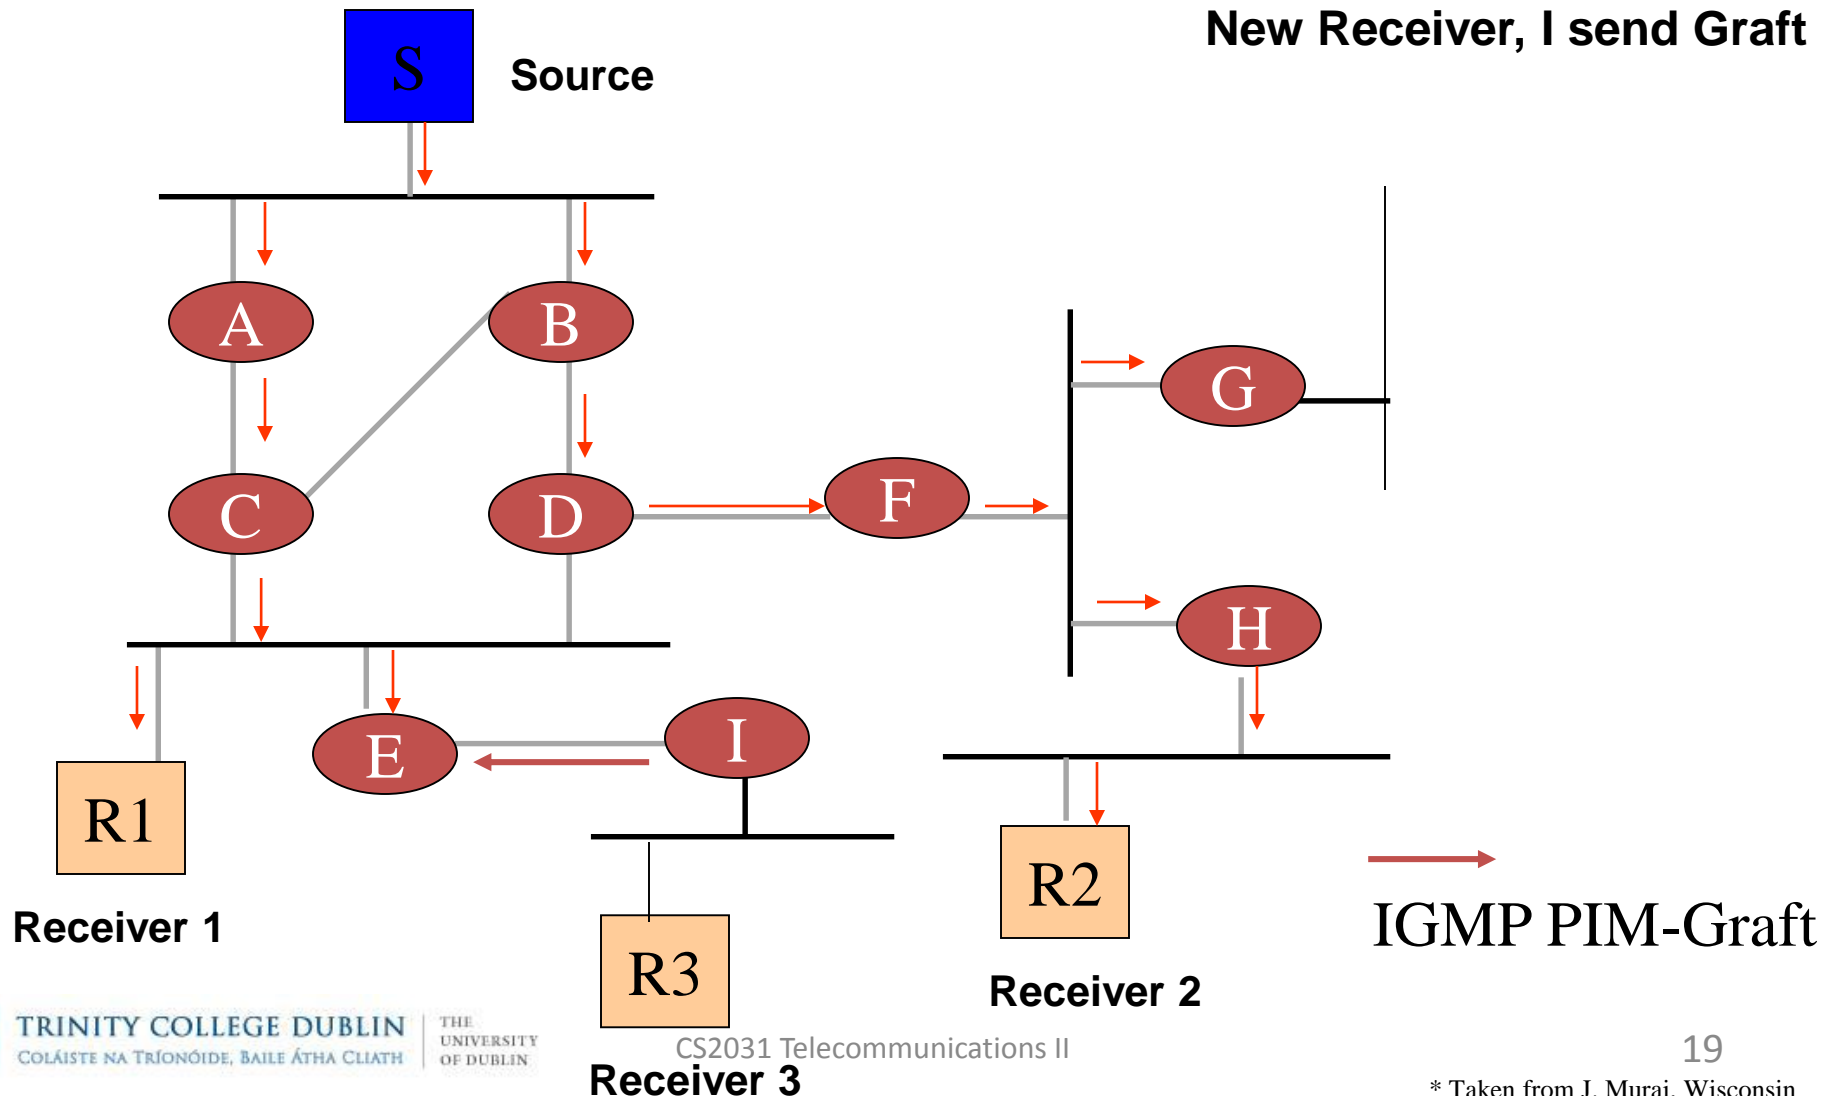 New Receiver, I send Graft
S
Source
A
B
G
C
D
F
H
E
I
R1
R2
R3
Receiver 1
Receiver 2
Receiver 3
IGMP PIM-Graft
TRINITY COLLEGE DUBLIN
COLÁISTE NA TRÍONÓIDE, BAILE ÁTHA CLIATH
THE
UNIVERSITY
OF DUBLIN
CS2031 Telecommunications II
19
* Taken from J. Murai, Wisconsin